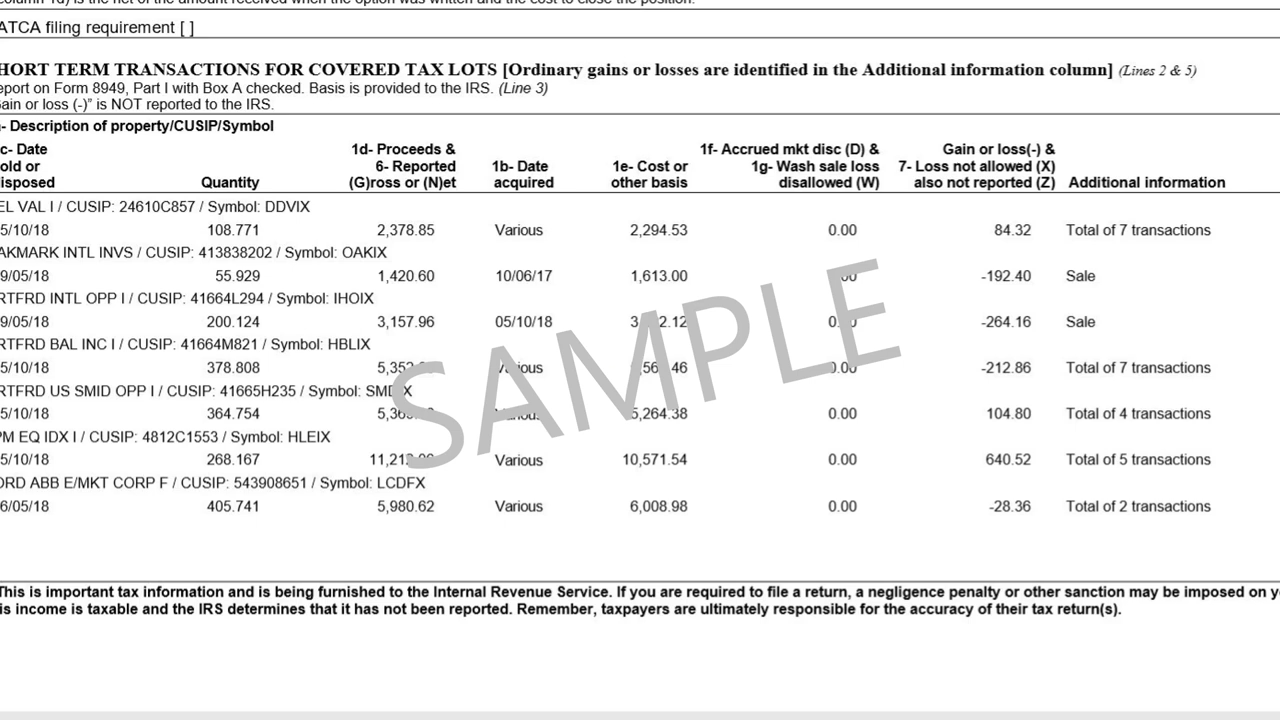 column 1d) is the net of the amount received when the option was written and the cost to close the position.
ATCA filing requirement [ ]
HORT TERM TRANSACTIONS FOR COVERED TAX LOTS [Ordinary gains or losses are identified in the Additional information column] (Lines 2 & 5)
eport on Form 8949, Part I with Box A checked. Basis is provided to the IRS. (Line 3)
ain or loss (-)" is NOT reported to the IRS.
- Description of property/CUSIP/Symbol
c- Date 1d- Proceeds & 1f- Accrued mkt disc (D) & Gain or loss(-) &
old or 6- Reported 1b- Date 1e- Cost or 1g- Wash sale loss 7- Loss not allowed (X)
isposed Quantity (G)ross or (N)et acquired other basis disallowed (W) also not reported (Z) Additional information
EL VAL I / CUSIP: 24610C857 / Symbol: DDVIX
5/10/18 108.771 2,378.85 Various 2,294.53 0.00 84.32 Total of 7 transactions
AKMARK INTL INVS / CUSIP: 413838202 / Symbol: OAKIX
9/05/18 55.929 1,420.60 10/06/17 1,613.00 -192.40 Sale
RTFRD INTL OPP I / CUSIP: 41664L294 / Symbol: IHOIX
9/05/18 200.124 3,157.96 05/10/18 -264.16 Sale
RTFRD BAL INC I / CUSIP: 41664M821 / Symbol: HBLIX
5/10/18 378.808 0.00 -212.86 Total of 7 transactions
RTFRD US SMID OPP I / CUSIP: 41665H235 / Symbol:
5/10/18 364.754 5,264.38 0.00 104.80 Total of 4 transactions
PM EQ IDX I / CUSIP: 4812C1553 / Symbol: HLEIX
5/10/18 268.167 Various 10,571.54 0.00 640.52 Total of 5 transactions
ORD ABB E/MKT CORP F / CUSIP: 543908651 / Symbol: LCDFX
6/05/18 405.741 5,980.62 Various 6,008.98 0.00 -28.36 Total of 2 transactions
SAMPLE
This is important tax information and is being furnished to the Internal Revenue Service. If you are required to file a return, a negligence penalty or other sanction may be imposed on
is income is taxable and the IRS determines that it has not been reported. Remember, taxpayers are ultimately responsible for the accuracy of their tax return(s).